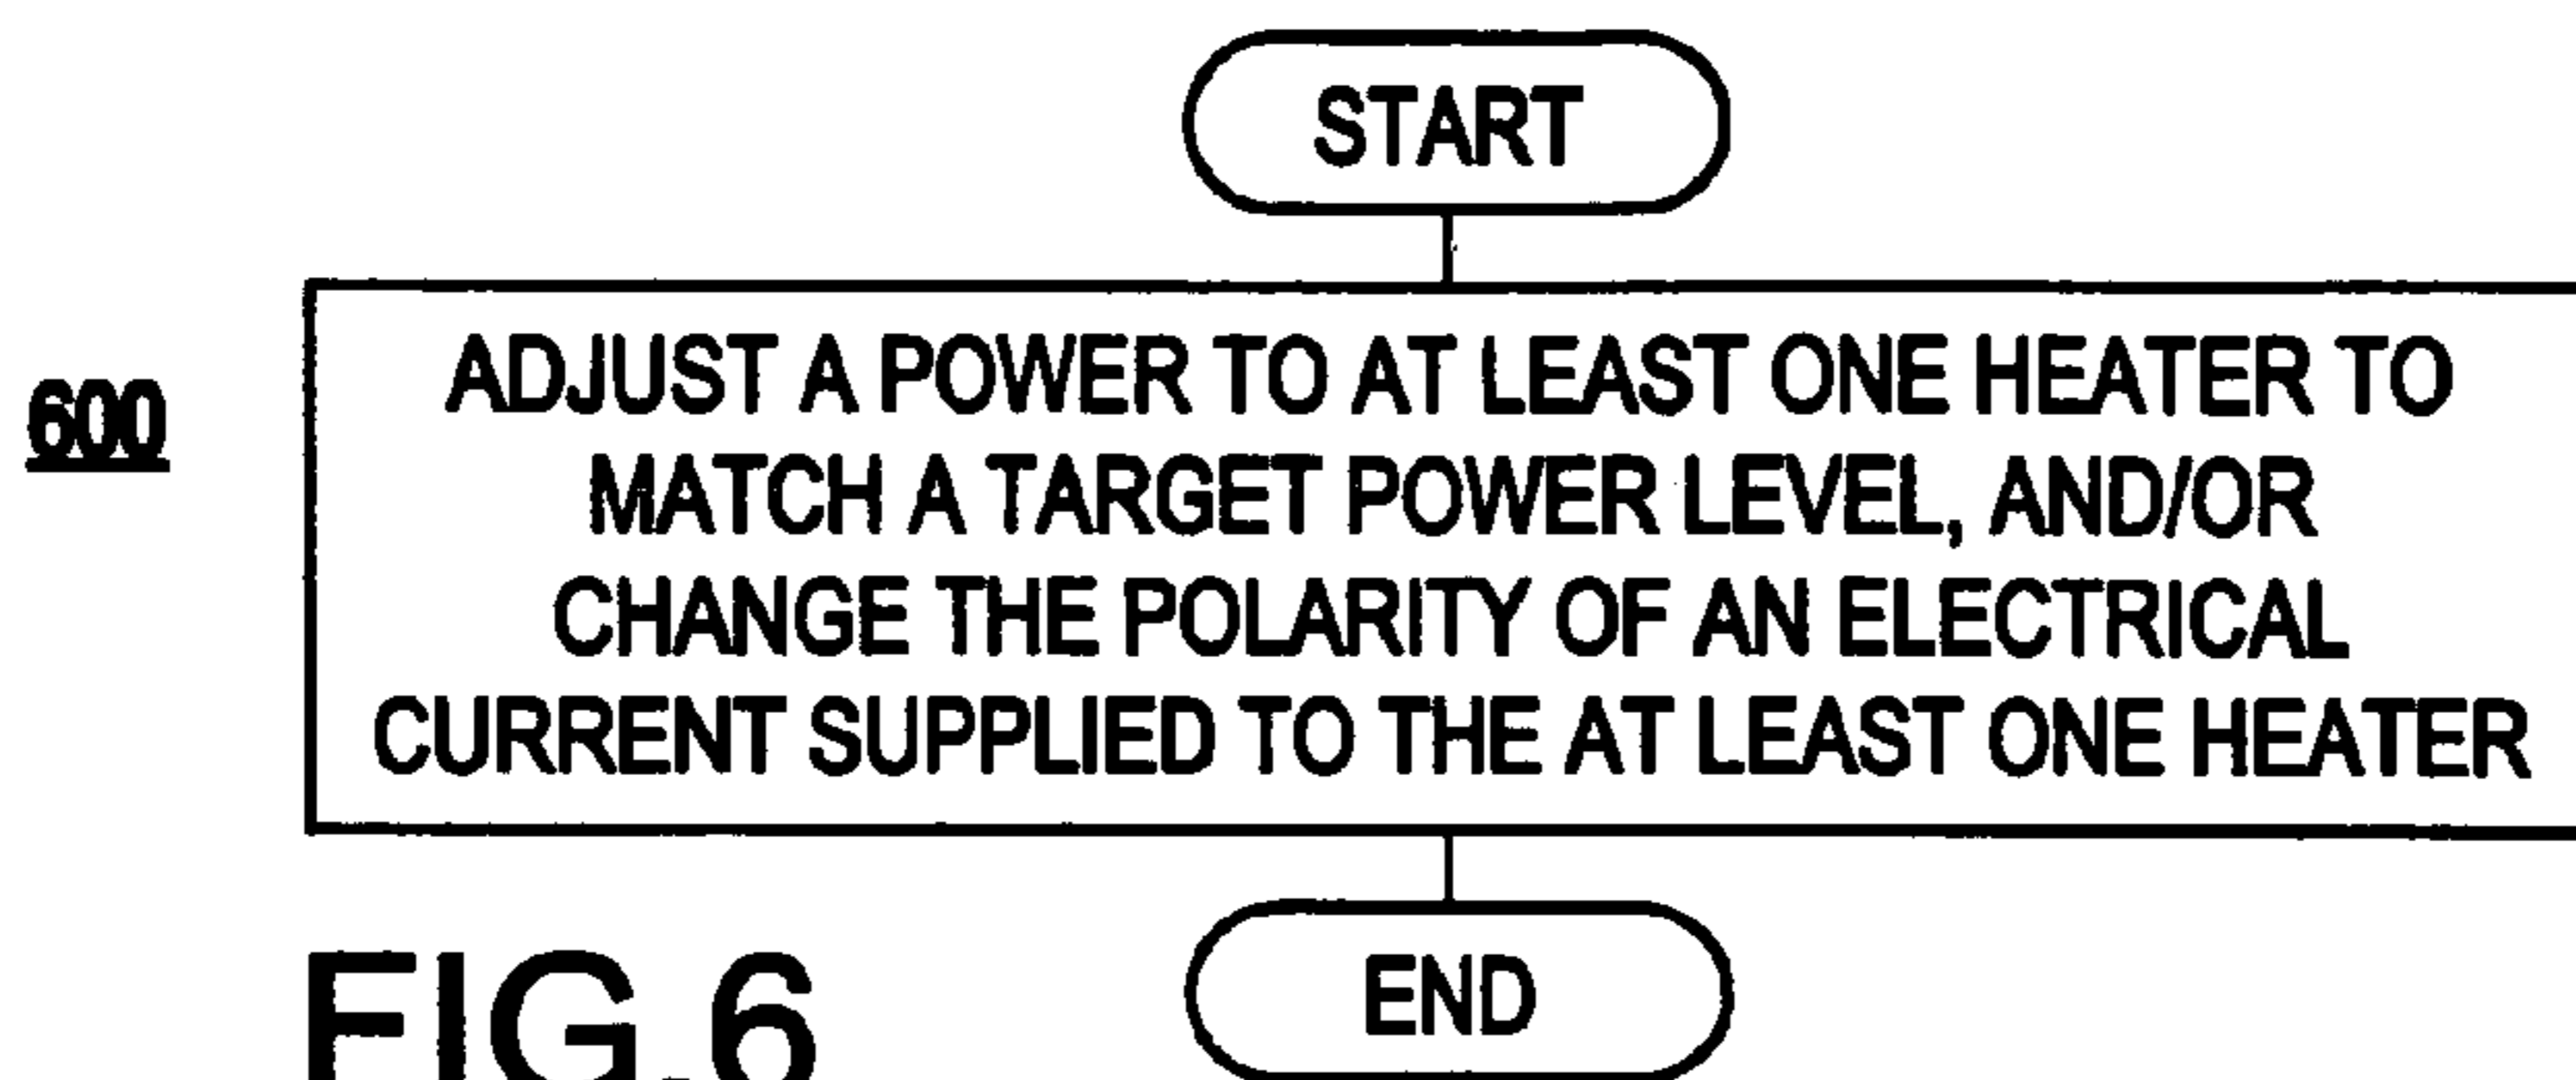 START
600
ADJUST A POWER TO AT LEAST ONE HEATER TO
MATCH A TARGET POWER LEVEL, AND/OR
CHANGE THE POLARITY OF AN ELECTRICAL
CURRENT SUPPLIED TO THE AT LEAST ONE HEATER
END
FIG.6